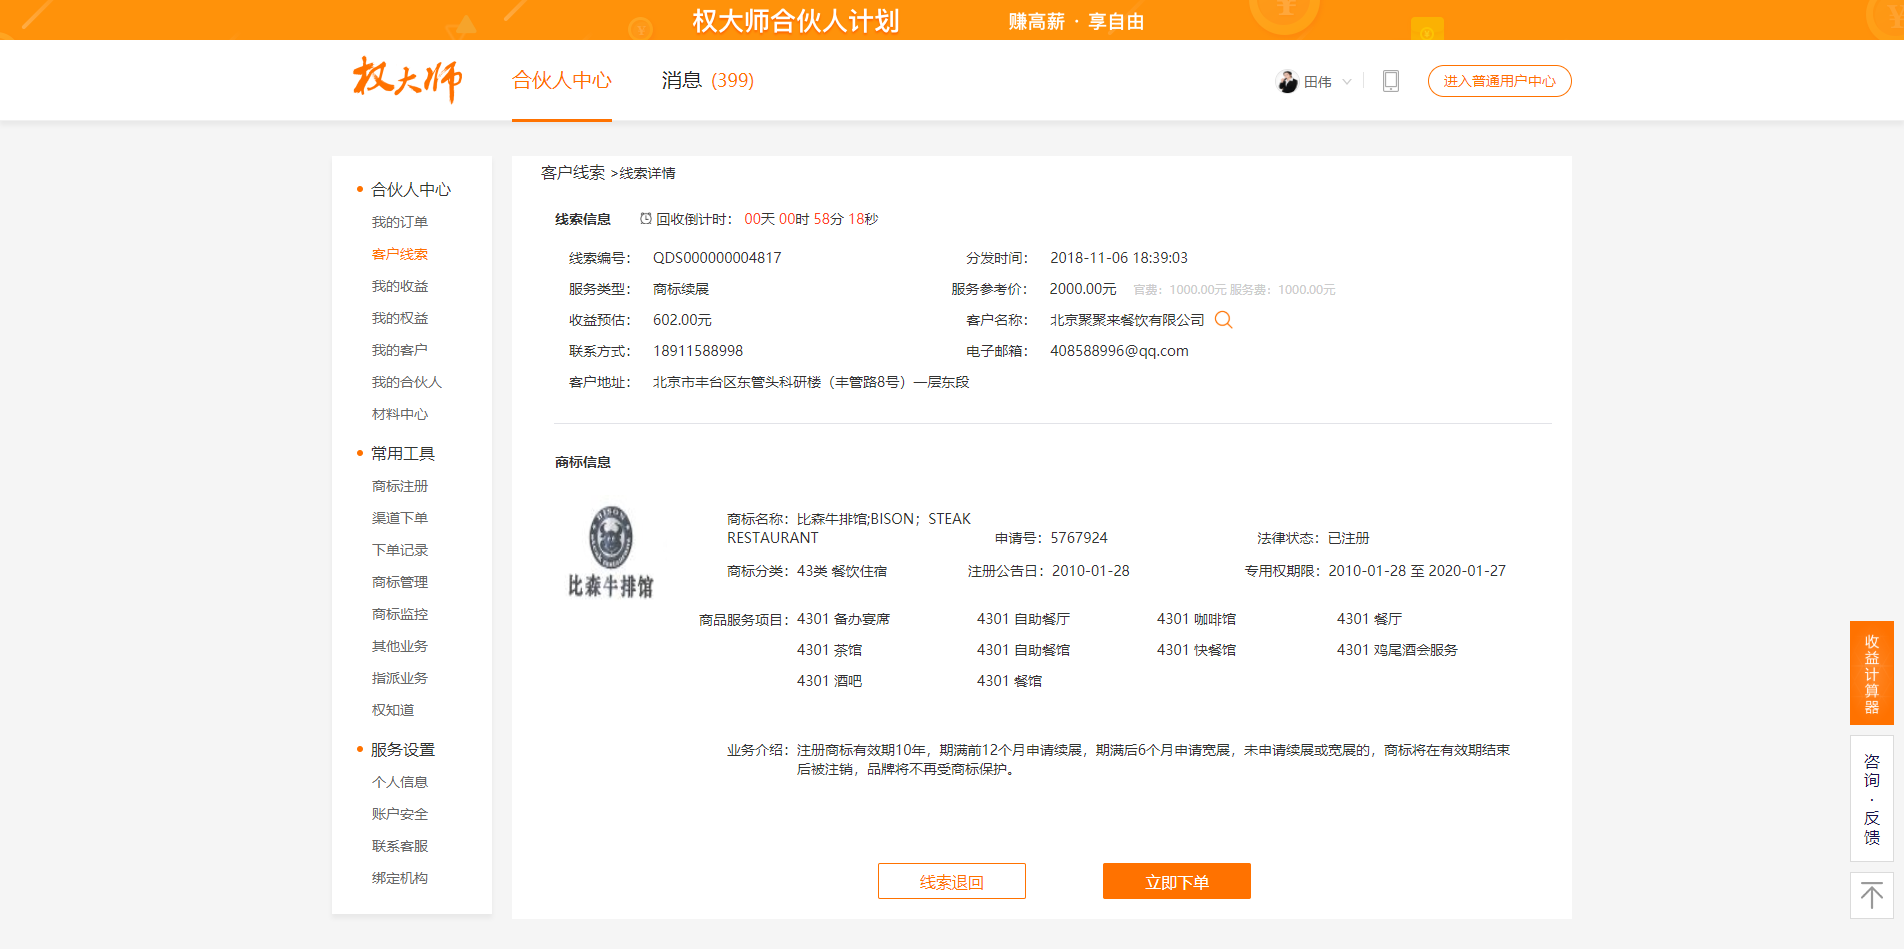 权大师合伙人计划 赚高薪 · 享自由
权大师 合伙人中心 消息 (399) 田伟 进入普通用户中心
合伙人中心
我的订单
客户线索
我的收益
我的权益
我的客户
我的合伙人
材料中心
常用工具
商标注册
渠道下单
下单记录
商标管理
商标监控
其他业务
指派业务
权知道
服务设置
个人信息
账户安全
联系客服
绑定机构
客户线索 >线索详情
线索信息 回收倒计时： 00天 00时 58分 18秒
线索编号： QDS000000004817 分发时间： 2018-11-06 18:39:03
服务类型： 商标续展 服务参考价： 2000.00元 官费：1000.00元 服务费：1000.00元
收益预估： 602.00元 客户名称： 北京聚聚来餐饮有限公司
联系方式： 18911588998 电子邮箱： 408588996@qq.com
客户地址： 北京市丰台区东管头科研楼（丰管路8号）一层东段
商标信息
BISON
比森牛排馆
商标名称：比森牛排馆;BISON；STEAK
RESTAURANT 申请号：5767924 法律状态：已注册
商标分类：43类 餐饮住宿 注册公告日：2010-01-28 专用权期限：2010-01-28 至 2020-01-27
商品服务项目：4301 备办宴席 4301 自助餐厅 4301 咖啡馆 4301 餐厅
4301 茶馆 4301 自助餐馆 4301 快餐馆 4301 鸡尾酒会服务
4301 酒吧 4301 餐馆
业务介绍：注册商标有效期10年，期满前12个月申请续展，期满后6个月申请宽展，未申请续展或宽展的，商标将在有效期结束
后被注销，品牌将不再受商标保护。
线索退回 立即下单
收益计算器
咨询·反馈